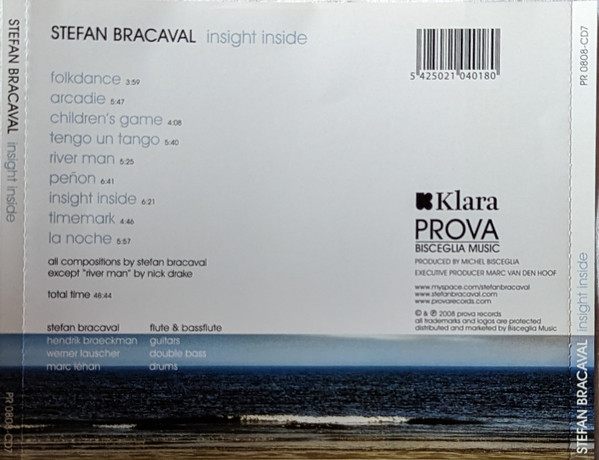 STEFAN BRACAVAL insight inside
folkdance 3:59
arcadie 5:47
children's game 4:08
tengo un tango 5:40
river man 5:25
peñon 6:41
insight inside 6:21
timemark 4:46
la noche 5:57
all compositions by stefan bracaval
except "river man" by nick drake
total time 48:44
stefan bracaval flute & bassflute
hendrik braeckman guitars
werner lauscher double bass
marc léhan drums
5 425021 040180
Klara
PROVA
BISCEGLIA MUSIC
PRODUCED BY MICHEL BISCEGLIA
EXECUTIVE PRODUCER MARC VAN DEN HOOF
www.myspace.com/stefanbracaval
www.stefanbracaval.com
www.provarecords.com
© & ℗ 2008 prova records
all trademarks and logos are protected
distributed and marketed by Bisceglia Music
STEFAN BRACAVAL insight inside
PR 0808-CD7
PR 0808-CD7
STEFAN BRACAVAL insight inside